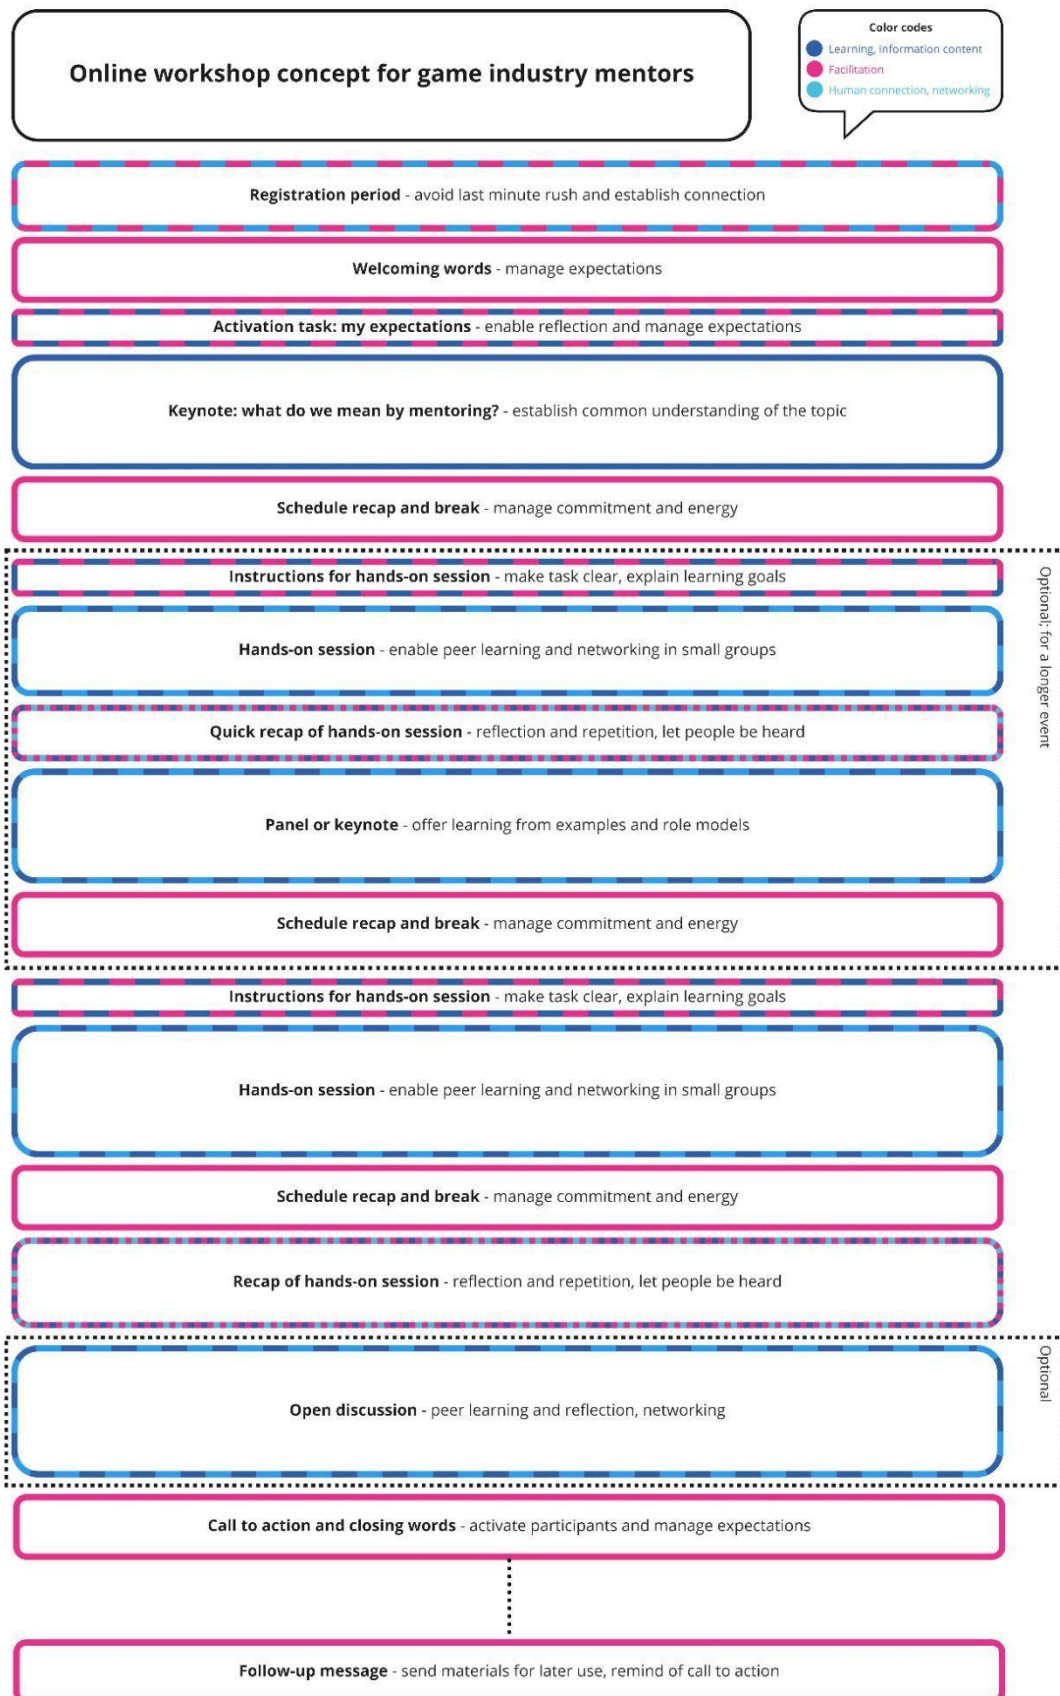 Online workshop concept for game industry mentors
Color codes
Learning, information content
Facilitation
Human connection, networking
Registration period - avoid last minute rush and establish connection
Welcoming words - manage expectations
Activation task: my expectations - enable reflection and manage expectations
Keynote: what do we mean by mentoring? - establish common understanding of the topic
Schedule recap and break - manage commitment and energy
Optional; for a longer event
Instructions for hands-on session - make task clear, explain learning goals
Hands-on session - enable peer learning and networking in small groups
Quick recap of hands-on session - reflection and repetition, let people be heard
Panel or keynote - offer learning from examples and role models
Schedule recap and break - manage commitment and energy
Instructions for hands-on session - make task clear, explain learning goals
Hands-on session - enable peer learning and networking in small groups
Schedule recap and break - manage commitment and energy
Recap of hands-on session - reflection and repetition, let people be heard
Optional
Open discussion - peer learning and reflection, networking
Call to action and closing words - activate participants and manage expectations
Follow-up message - send materials for later use, remind of call to action